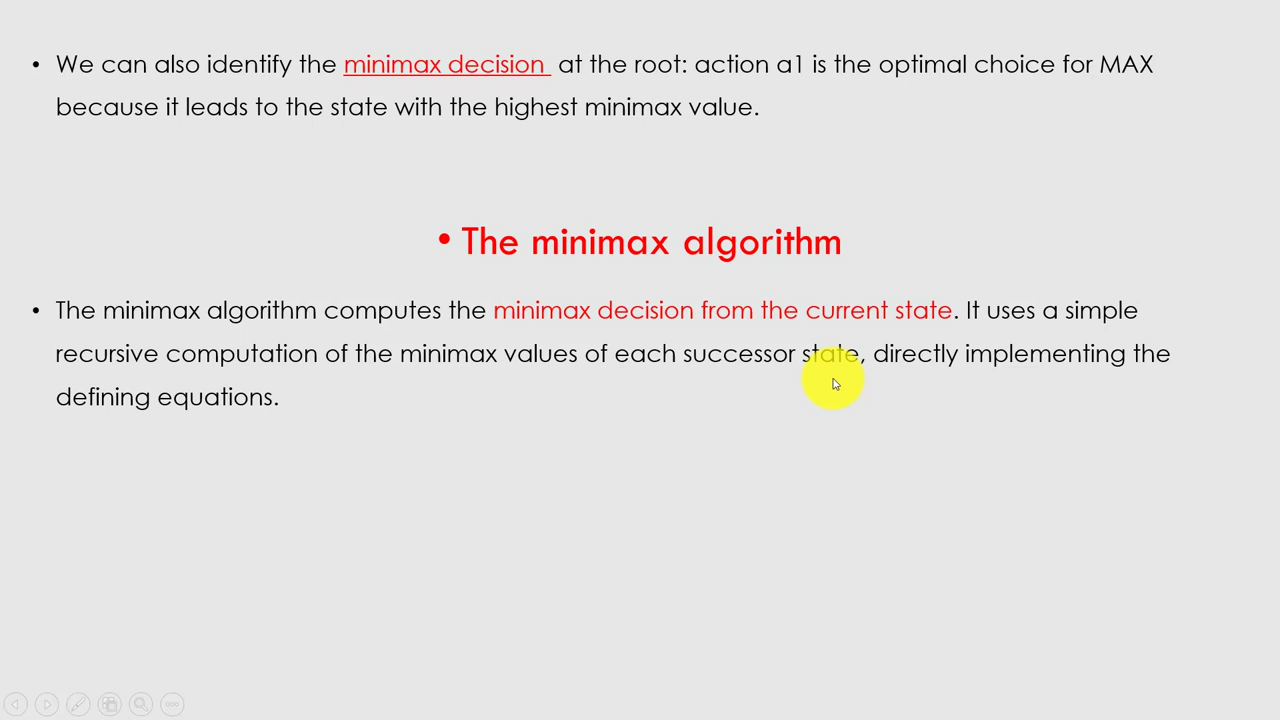 • We can also identify the minimax decision at the root: action a1 is the optimal choice for MAX
because it leads to the state with the highest minimax value.
• The minimax algorithm
• The minimax algorithm computes the minimax decision from the current state. It uses a simple
recursive computation of the minimax values of each successor state, directly implementing the
defining equations.